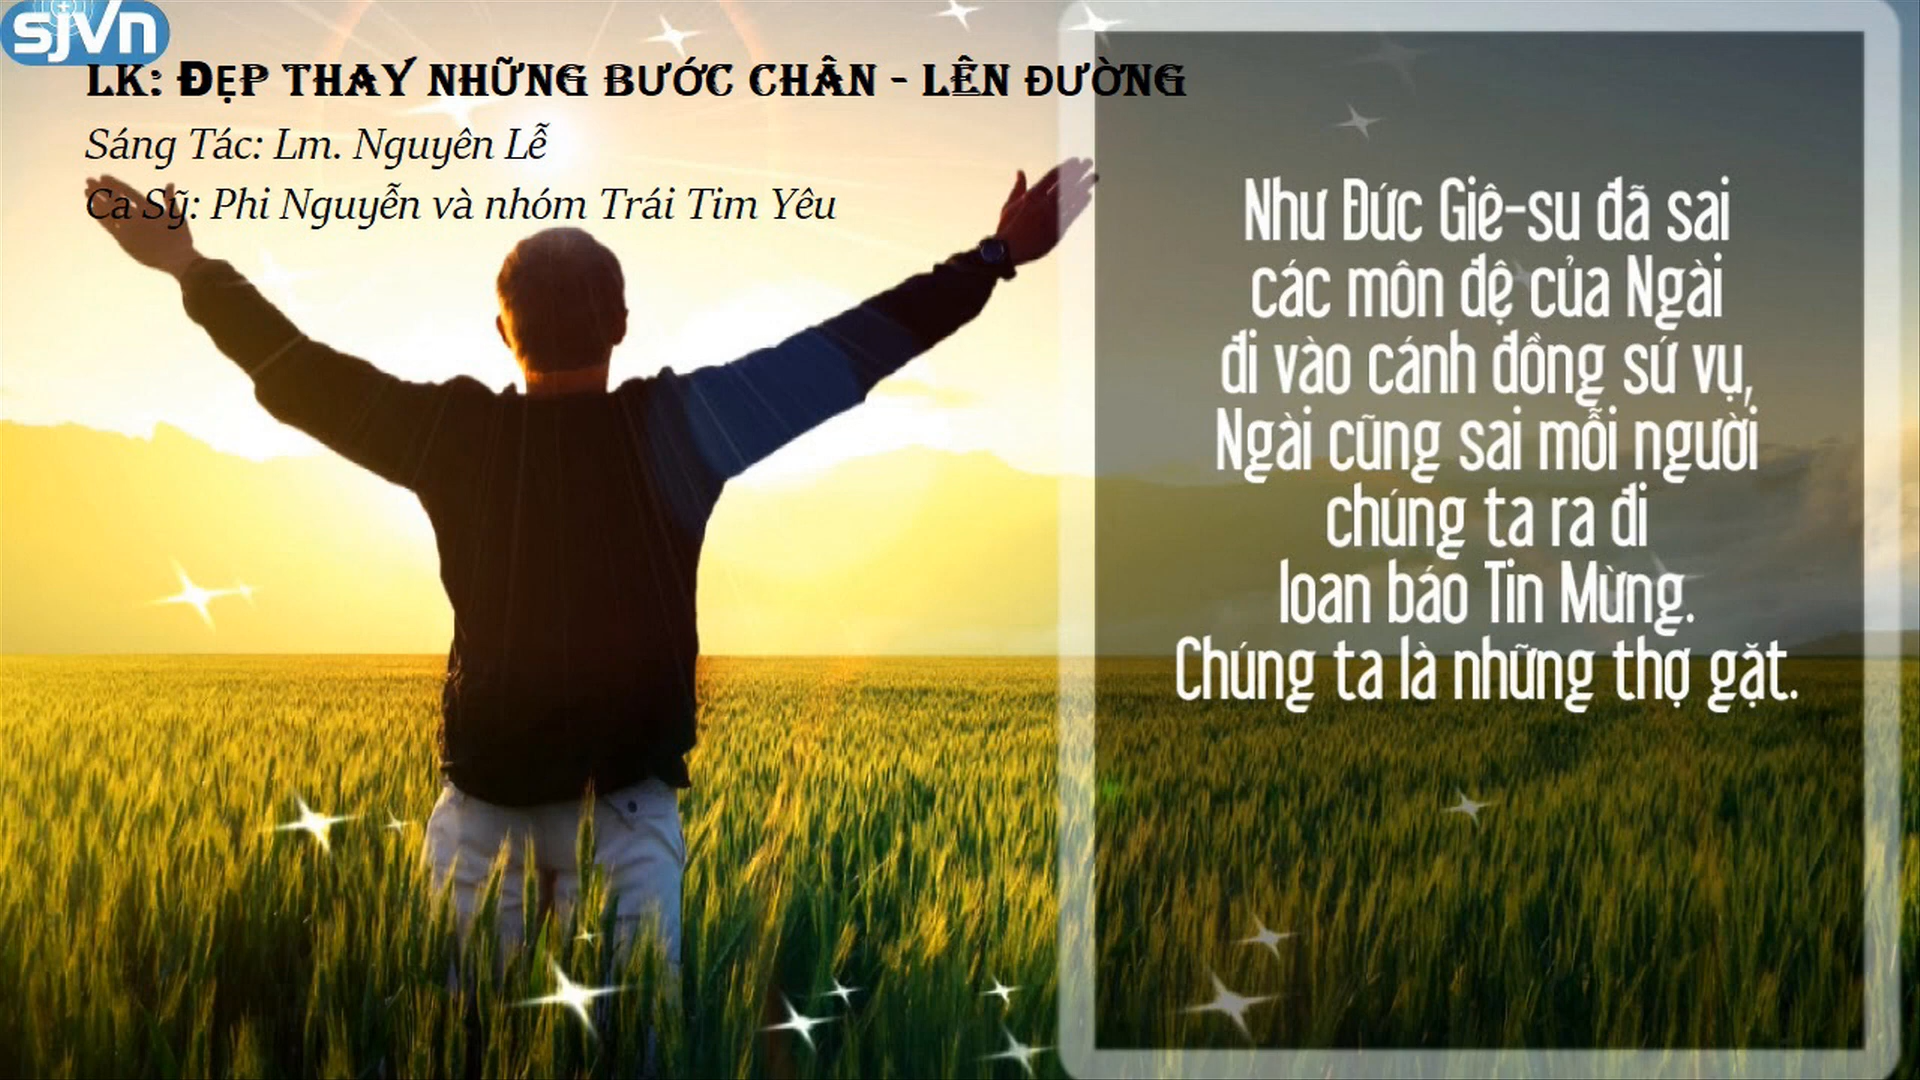 sjvn
LK: ĐẸP THAY NHỮNG BƯỚC CHÂN - LÊN ĐƯỜNG
Sáng Tác: Lm. Nguyên Lễ
Ca Sỹ: Phi Nguyễn và nhóm Trái Tim Yêu
Như Đức Giê-su đã sai
các môn đệ của Ngài
đi vào cánh đồng sứ vụ,
Ngài cũng sai mỗi người
chúng ta ra đi
loan báo Tin Mừng.
Chúng ta là những thợ gặt.